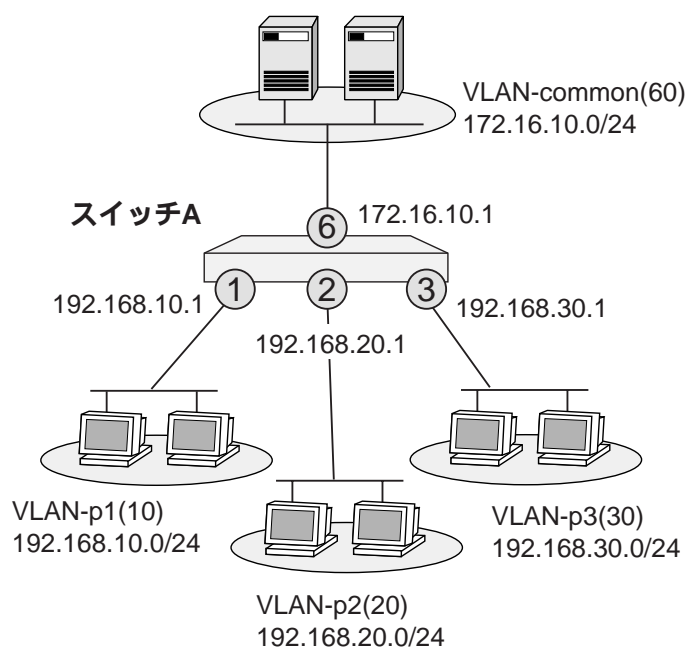 VLAN-common(60)
172.16.10.0/24
スイッチA
6
172.16.10.1
1
2
3
192.168.10.1
192.168.20.1
192.168.30.1
VLAN-p1(10)
192.168.10.0/24
VLAN-p2(20)
192.168.20.0/24
VLAN-p3(30)
192.168.30.0/24